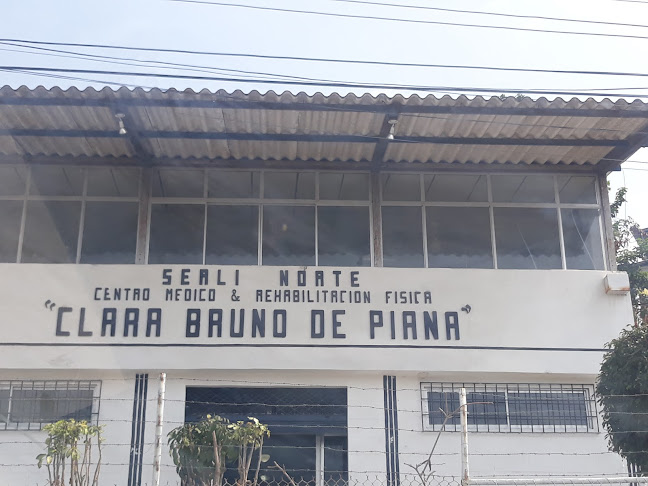 SERLI NORTE
CENTRO MEDICO & REHABILITACION FISICA
"CLARA BRUNO DE PIANA"